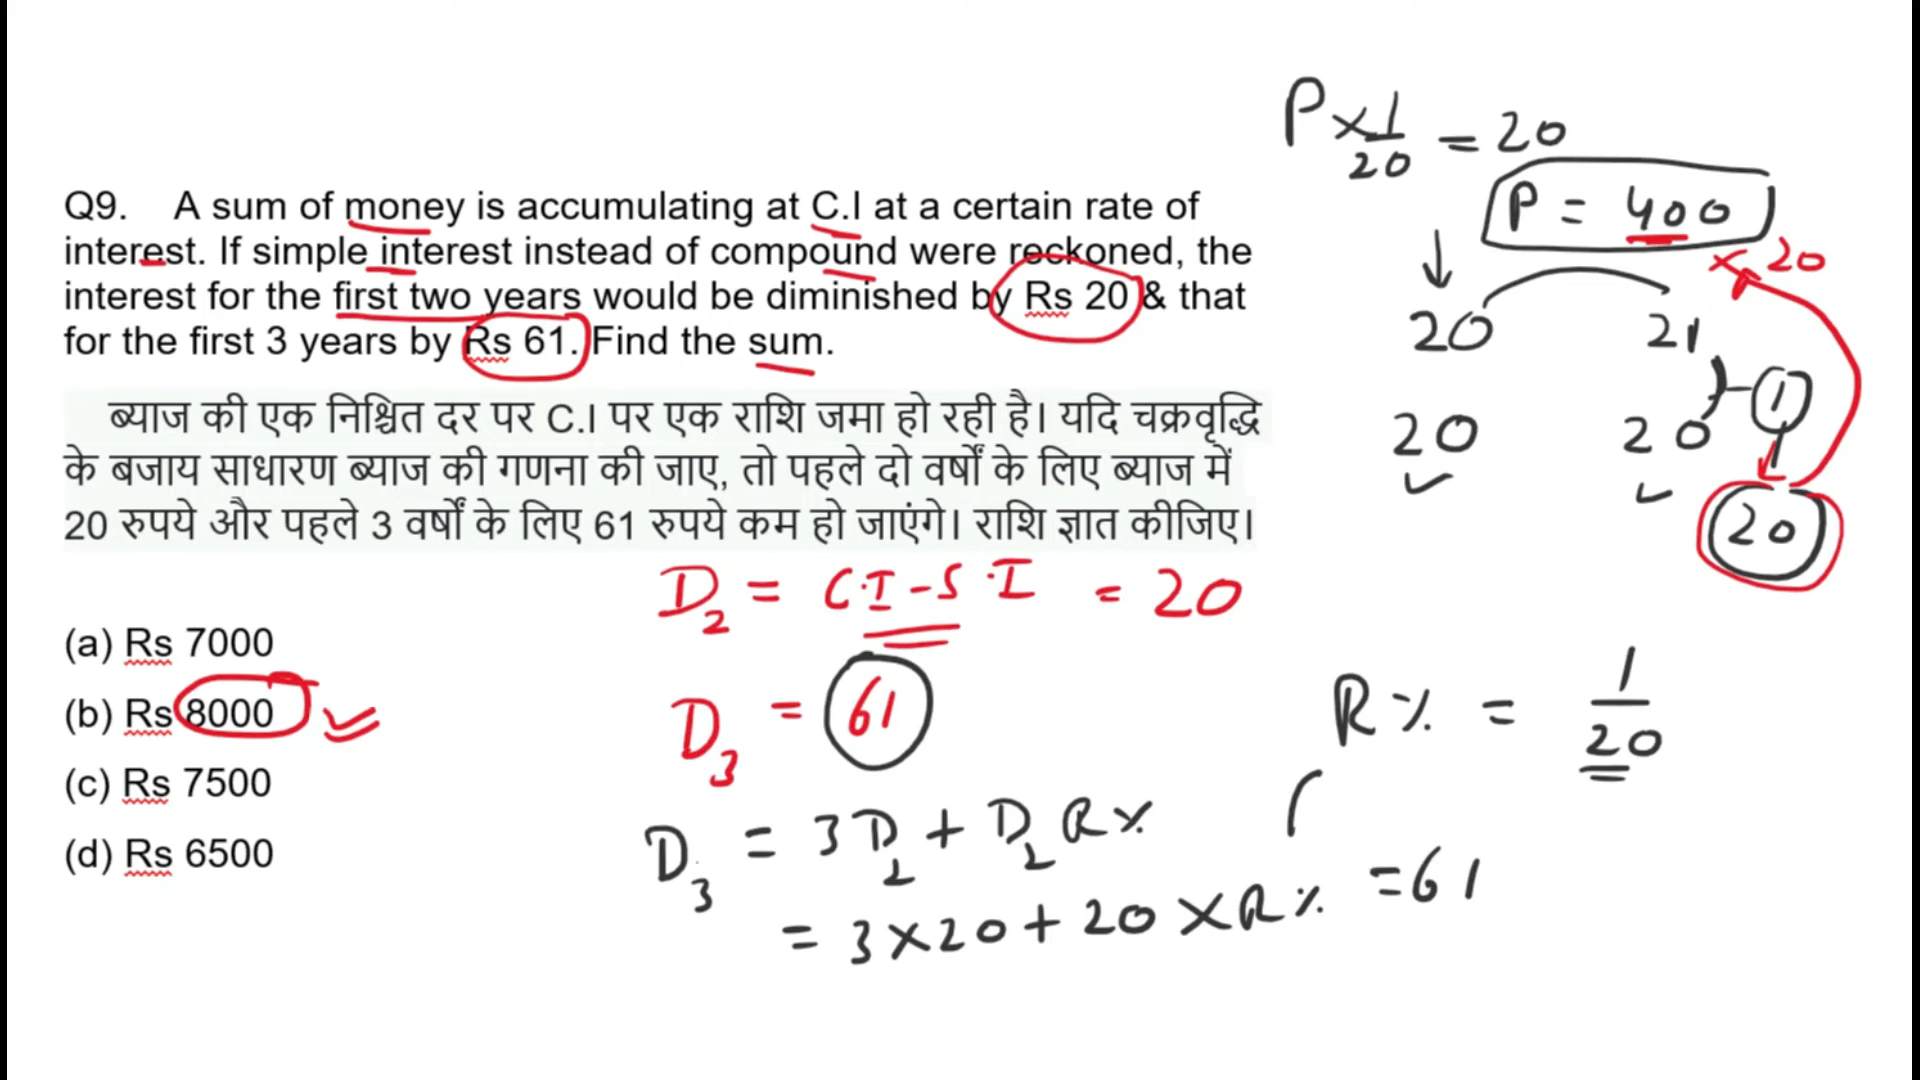 Q9. A sum of money is accumulating at C.I at a certain rate of
interest. If simple interest instead of compound were reckoned, the
interest for the first two years would be diminished by Rs 20 & that
for the first 3 years by Rs 61. Find the sum.
ब्याज की एक निश्चित दर पर C.I पर एक राशि जमा हो रही है। यदि चक्रवृद्धि
के बजाय साधारण ब्याज की गणना की जाए, तो पहले दो वर्षों के लिए ब्याज में
20 रुपये और पहले 3 वर्षों के लिए 61 रुपये कम हो जाएंगे। राशि ज्ञात कीजिए।
(a) Rs 7000
(b) Rs 8000
(c) Rs 7500
(d) Rs 6500
D2 = C.I - S.I = 20
D3 = 61
D3 = 3D2 + D2 R%
= 3 × 20 + 20 × R% = 61
R% = 1/20
P × 1/20 = 20
P = 400
× 20
20 21
20 20
1
20